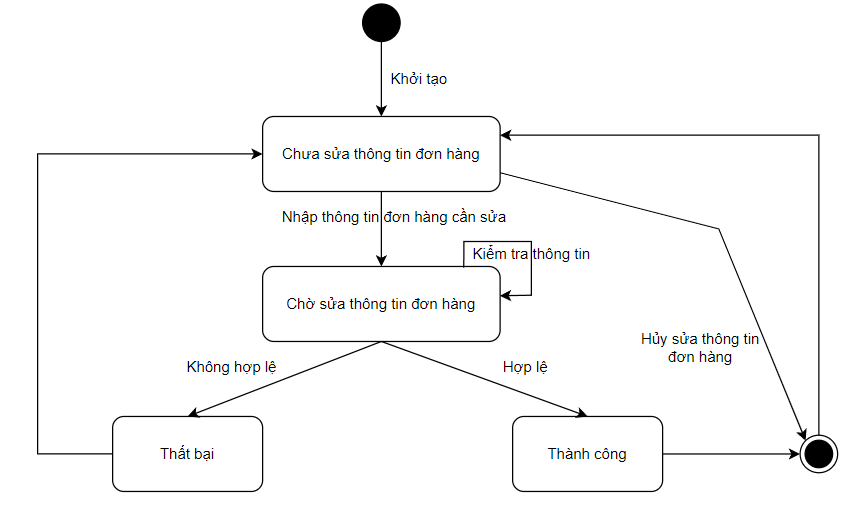 Khởi tạo
Chưa sửa thông tin đơn hàng
Nhập thông tin đơn hàng cần sửa
Kiểm tra thông tin
Chờ sửa thông tin đơn hàng
Hủy sửa thông tin
đơn hàng
Không hợp lệ
Hợp lệ
Thất bại
Thành công